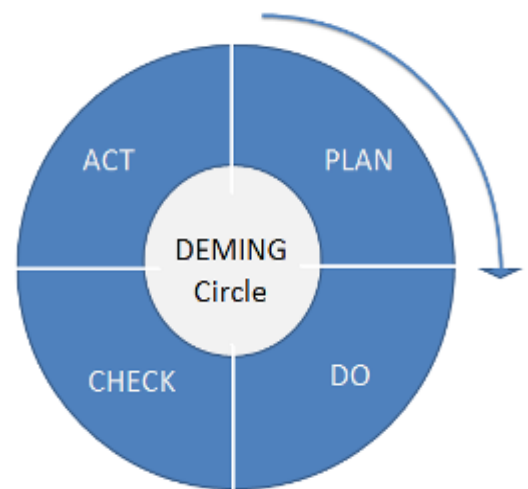 ACT
PLAN
DEMING
Circle
CHECK
DO